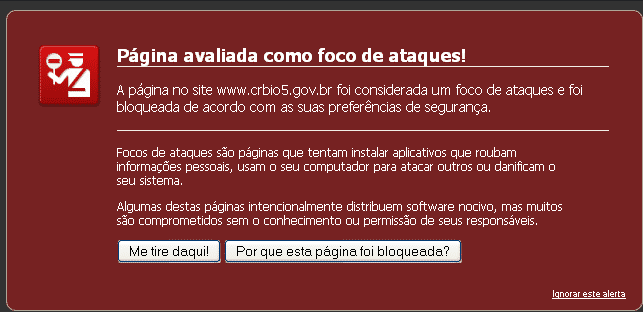 Página avaliada como foco de ataques!
A página no site www.crbio5.gov.br foi considerada um foco de ataques e foi
bloqueada de acordo com as suas preferências de segurança.
Focos de ataques são páginas que tentam instalar aplicativos que roubam
informações pessoais, usam o seu computador para atacar outros ou danificam o
seu sistema.
Algumas destas páginas intencionalmente distribuem software nocivo, mas muitos
são comprometidos sem o conhecimento ou permissão de seus responsáveis.
Me tire daqui! Por que esta página foi bloqueada?
Ignorar este alerta